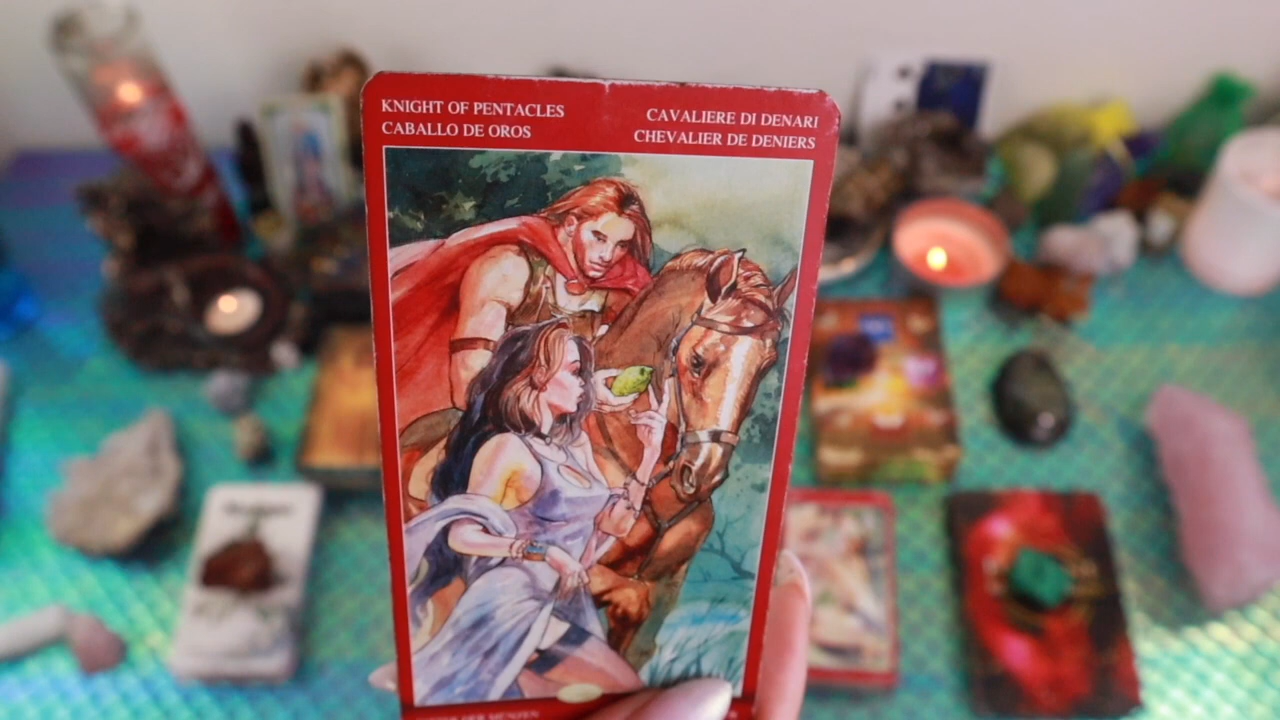 KNIGHT OF PENTACLES
CABALLO DE OROS
CAVALIERE DI DENARI
CHEVALIER DE DENIERS